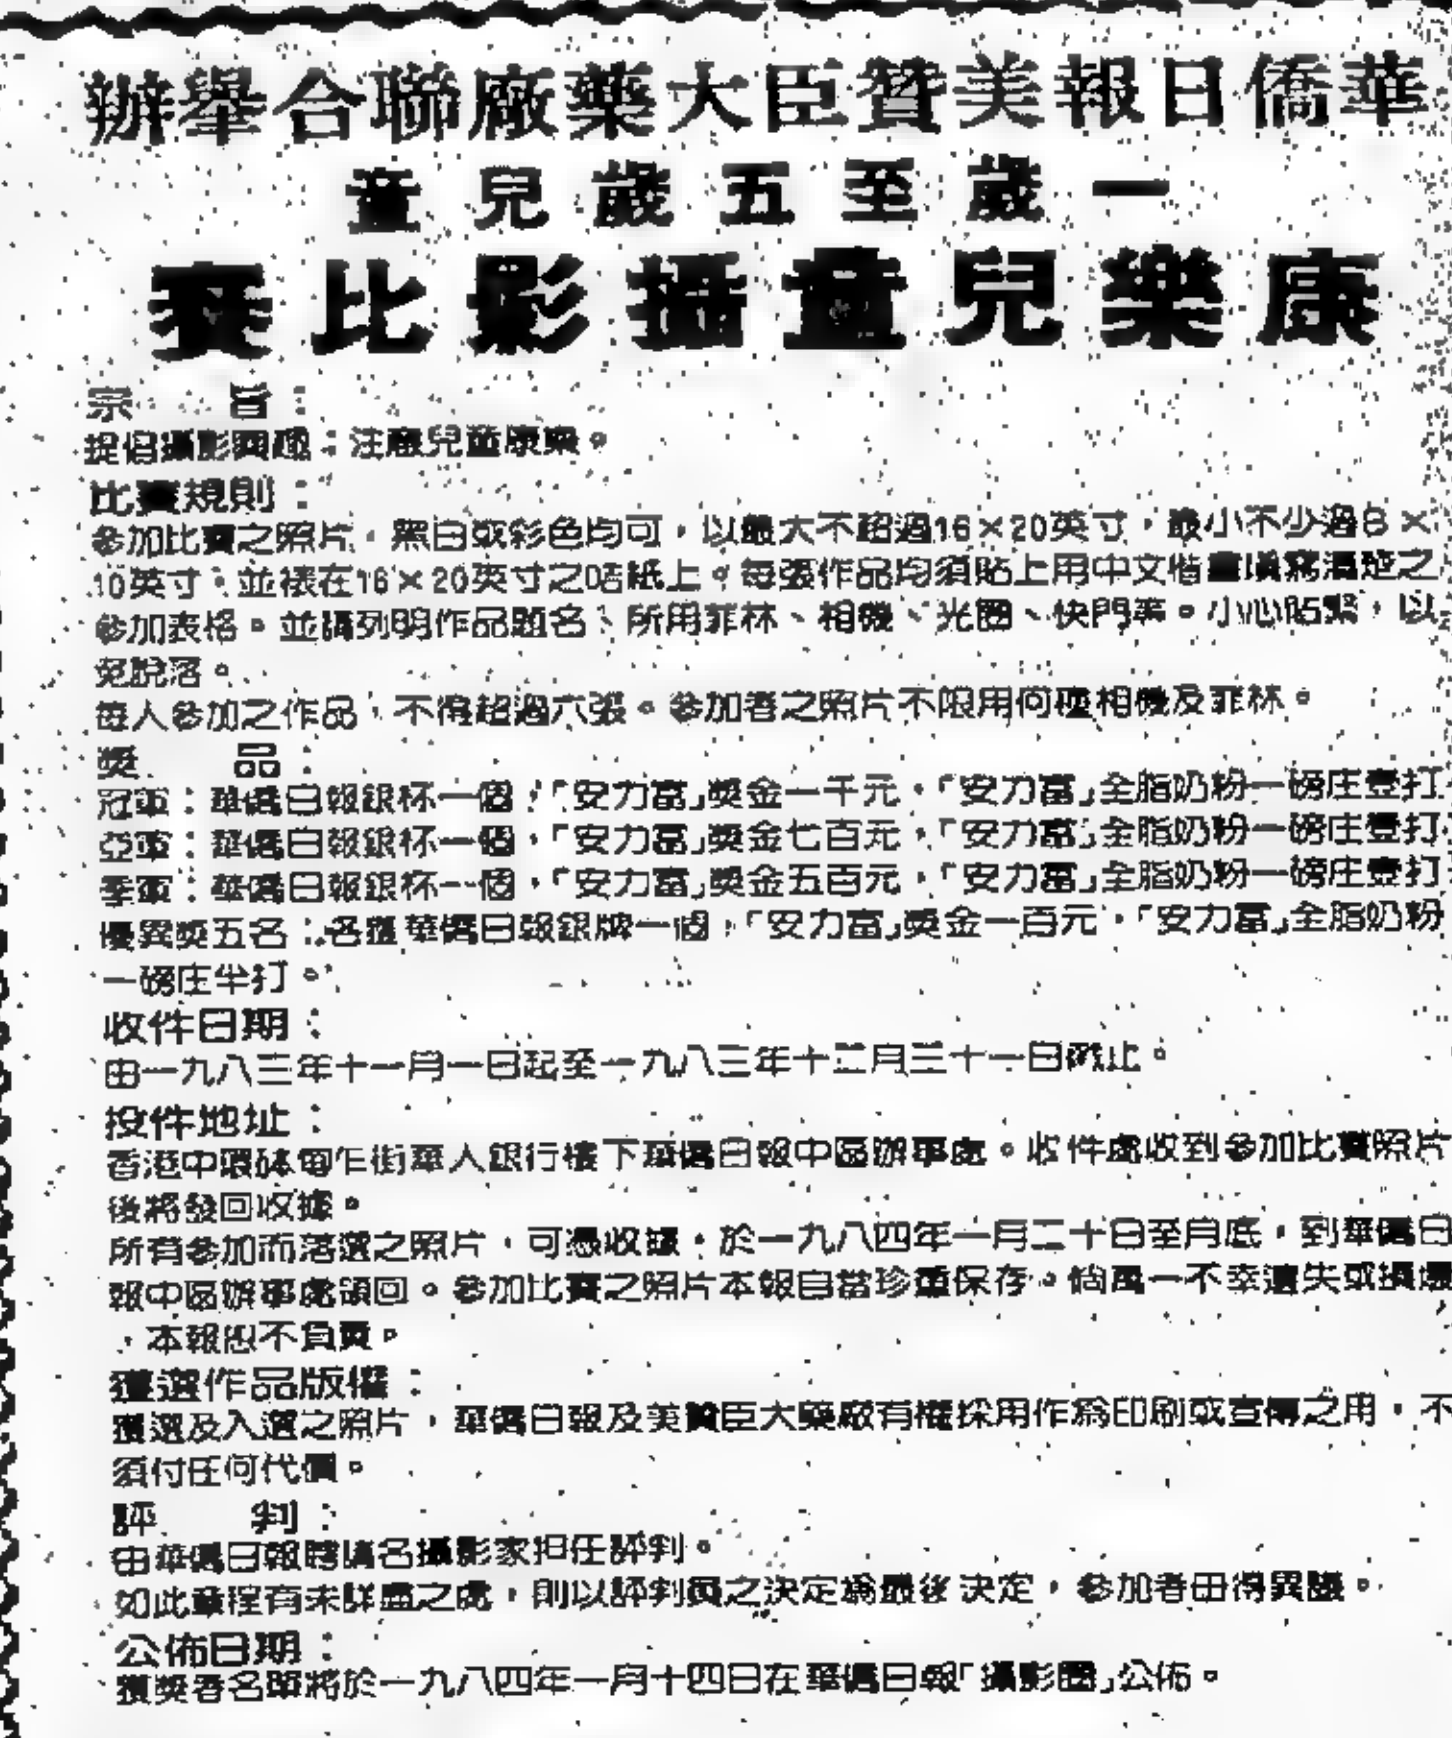 華僑日報美贊臣大藥廠聯合舉辦
一歲至五歲兒童
康樂兒童攝影比賽
宗　旨：
提倡攝影興趣；注意兒童康樂。
比賽規則：
參加比賽之照片，黑白或彩色均可，以最大不超過16×20英寸，最小不少過8×
10英寸；並裱在16×20英寸之咭紙上。每張作品均須貼上用中文楷書填寫清楚之
參加表格。並請列明作品題名、所用菲林、相機、光圈、快門等。小心貼緊，以
免脫落。
每人參加之作品，不得超過六張。參加者之照片不限用何種相機及菲林。
獎　品：
冠軍：華僑日報銀杯一個，「安力富」獎金一千元，「安力富」全脂奶粉一磅庄壹打
亞軍：華僑日報銀杯一個，「安力富」獎金七百元，「安力富」全脂奶粉一磅庄壹打
季軍：華僑日報銀杯一個，「安力富」獎金五百元，「安力富」全脂奶粉一磅庄壹打
優異獎五名：各獲華僑日報銀牌一個，「安力富」獎金一百元，「安力富」全脂奶粉
一磅庄半打。
收件日期：
由一九八三年十一月一日起至一九八三年十二月三十一日截止。
投件地址：
香港中環砵甸乍街華人銀行樓下華僑日報中區辦事處。收件處收到參加比賽照片
後將發回收據。
所有參加而落選之照片，可憑收據，於一九八四年一月二十日至月底，到華僑日
報中區辦事處領回。參加比賽之照片本報自當珍重保存。倘萬一不幸遺失或損壞
，本報恕不負責。
獲選作品版權：
獲選及入選之照片，華僑日報及美贊臣大藥廠有權採用作爲印刷或宣傳之用，不
須付任何代價。
評　判：
由華僑日報聘請名攝影家担任評判。
如此章程有未詳盡之處，則以評判員之決定爲最後決定，參加者毋得異議。
公佈日期：
獲獎者名單將於一九八四年一月十四日在華僑日報「攝影圈」公佈。